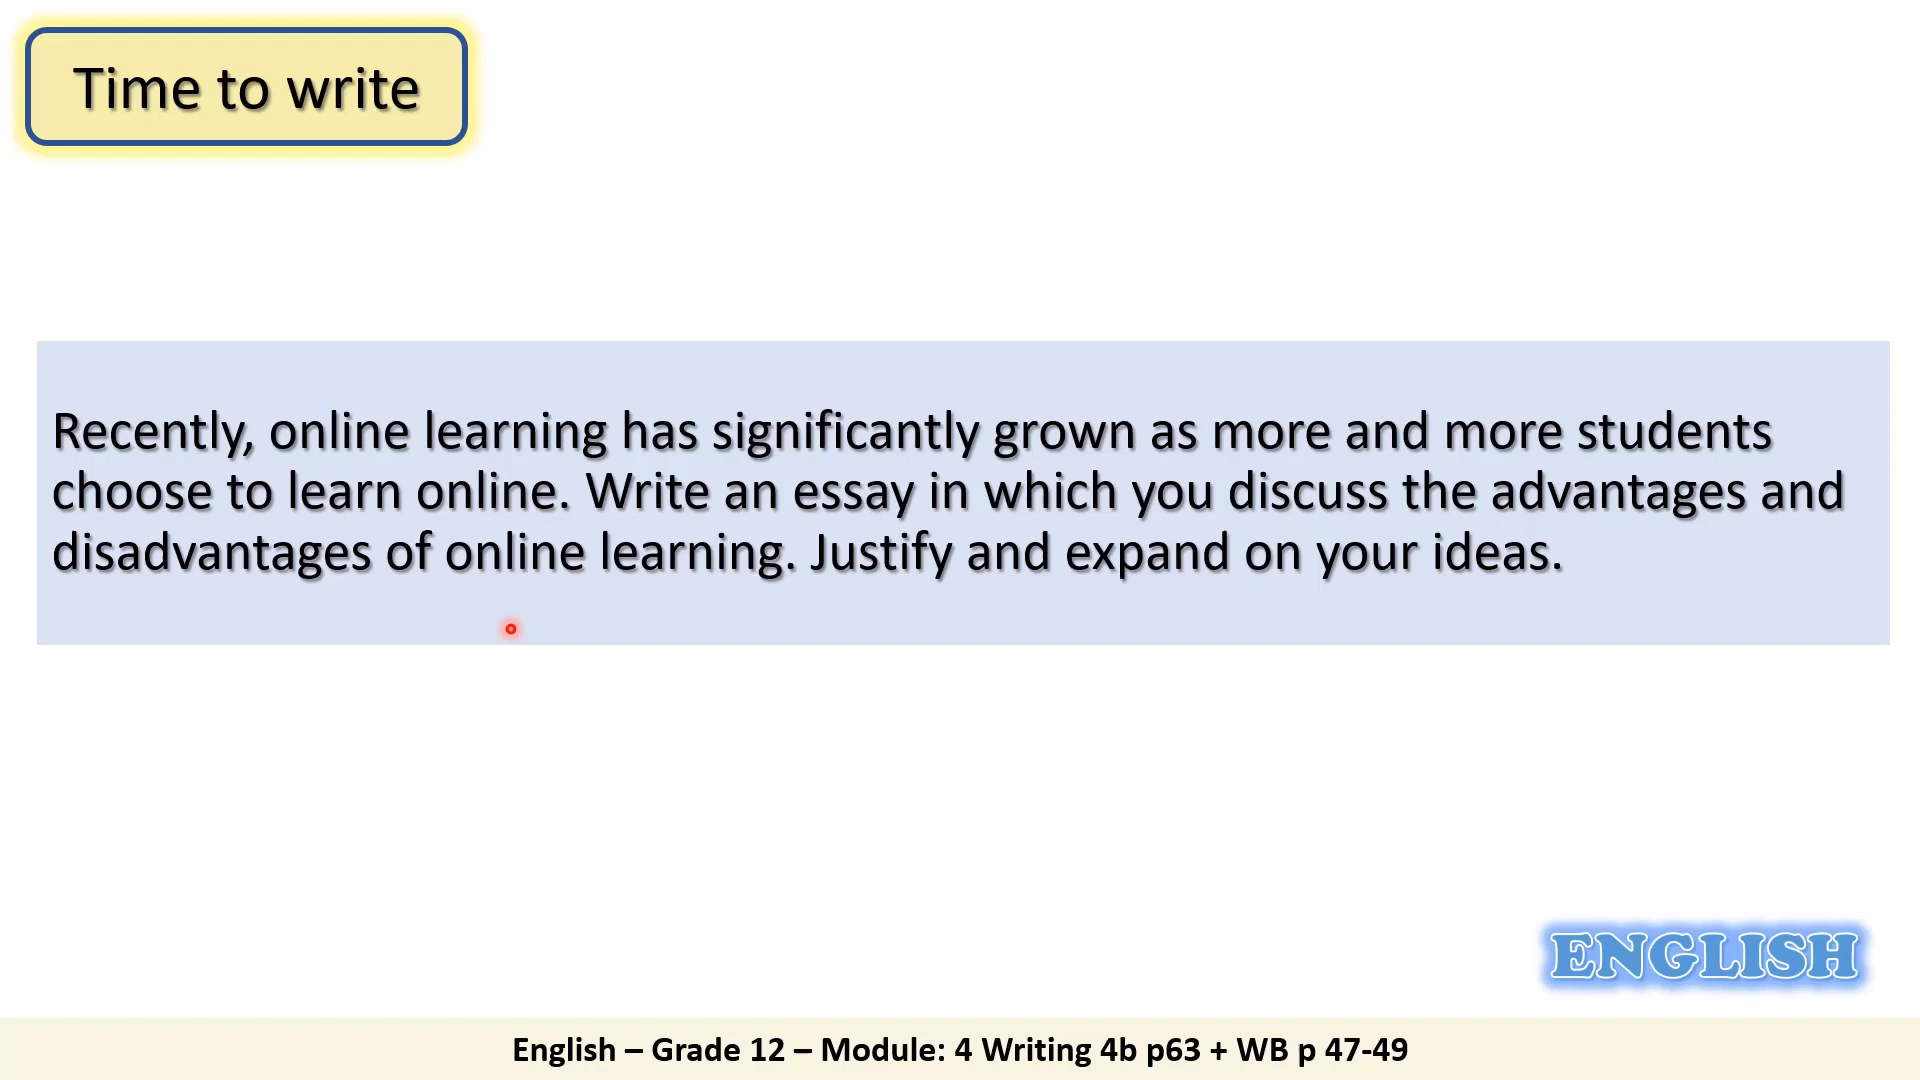 Time to write
Recently, online learning has significantly grown as more and more students
choose to learn online. Write an essay in which you discuss the advantages and
disadvantages of online learning. Justify and expand on your ideas.
ENGLISH
English – Grade 12 – Module: 4 Writing 4b p63 + WB p 47-49